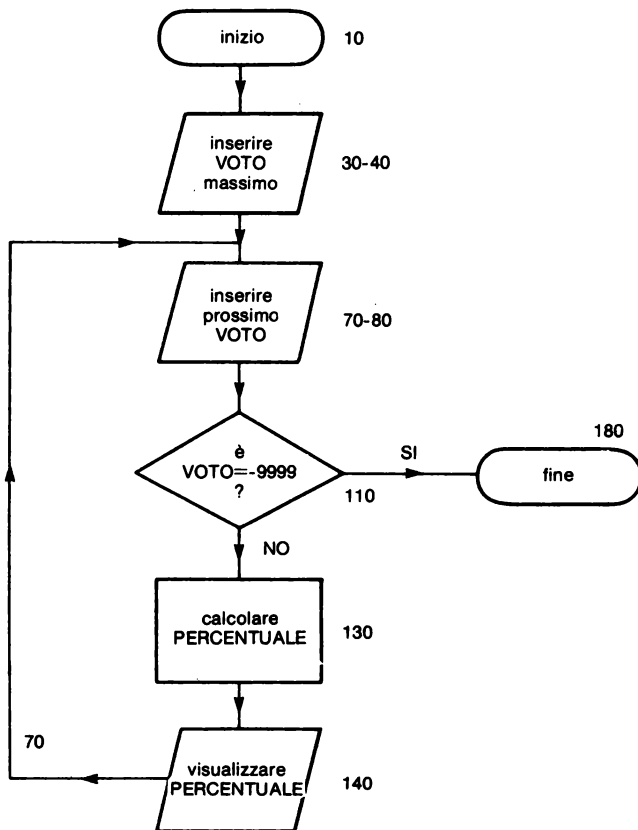 inizio
10
inserire
VOTO
massimo
30-40
inserire
prossimo
VOTO
70-80
è
VOTO=-9999
?
110
SI
180
fine
NO
calcolare
PERCENTUALE
130
70
visualizzare
PERCENTUALE
140